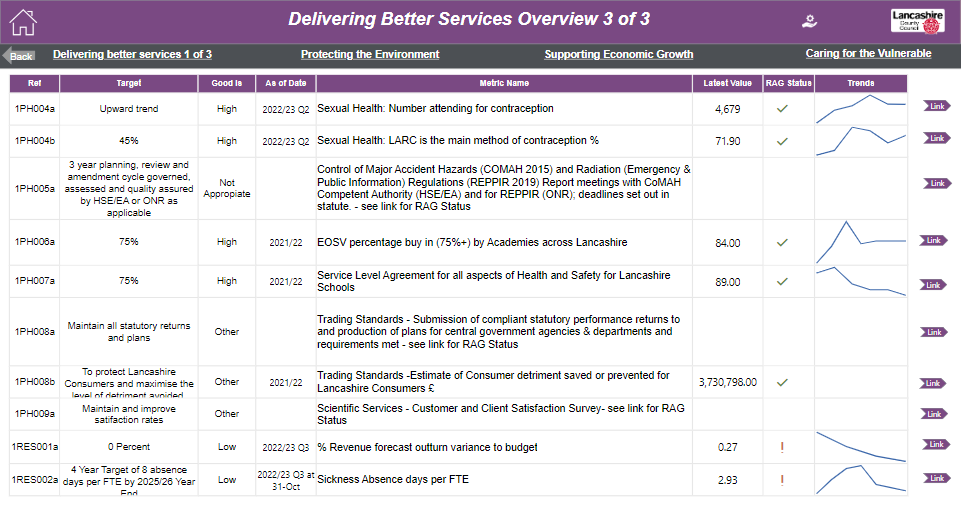 Delivering Better Services Overview 3 of 3
Lancashire
County
Council
Back
Delivering better services 1 of 3
Protecting the Environment
Supporting Economic Growth
Caring for the Vulnerable
Ref Target Good Is As of Date Metric Name Latest Value RAG Status Trends
1PH004a Upward trend High 2022/23 Q2 Sexual Health: Number attending for contraception 4,679 Link
1PH004b 45% High 2022/23 Q2 Sexual Health: LARC is the main method of contraception % 71.90 Link
1PH005a
3 year planning, review and
amendment cycle governed,
assessed and quality assured
by HSE/EA or ONR as
applicable
Not
Appropiate
Control of Major Accident Hazards (COMAH 2015) and Radiation (Emergency &
Public Information) Regulations (REPPIR 2019) Report meetings with CoMAH
Competent Authority (HSE/EA) and for REPPIR (ONR); deadlines set out in
statute. - see link for RAG Status
Link
1PH006a 75% High 2021/22 EOSV percentage buy in (75%+) by Academies across Lancashire 84.00 Link
1PH007a 75% High 2021/22
Service Level Agreement for all aspects of Health and Safety for Lancashire
Schools
89.00 Link
1PH008a
Maintain all statutory returns
and plans
Other
Trading Standards - Submission of compliant statutory performance returns to
and production of plans for central government agencies & departments and
requirements met - see link for RAG Status
Link
1PH008b
To protect Lancashire
Consumers and maximise the
level of detriment avoided
Other 2021/22
Trading Standards -Estimate of Consumer detriment saved or prevented for
Lancashire Consumers £
3,730,798.00 Link
1PH009a
Maintain and improve
satifaction rates
Other
Scientific Services - Customer and Client Satisfaction Survey- see link for RAG
Status
Link
1RES001a 0 Percent Low 2022/23 Q3 % Revenue forecast outturn variance to budget 0.27 ! Link
1RES002a
4 Year Target of 8 absence
days per FTE by 2025/26 Year
End
Low
2022/23 Q3 at
31-Oct
Sickness Absence days per FTE 2.93 ! Link